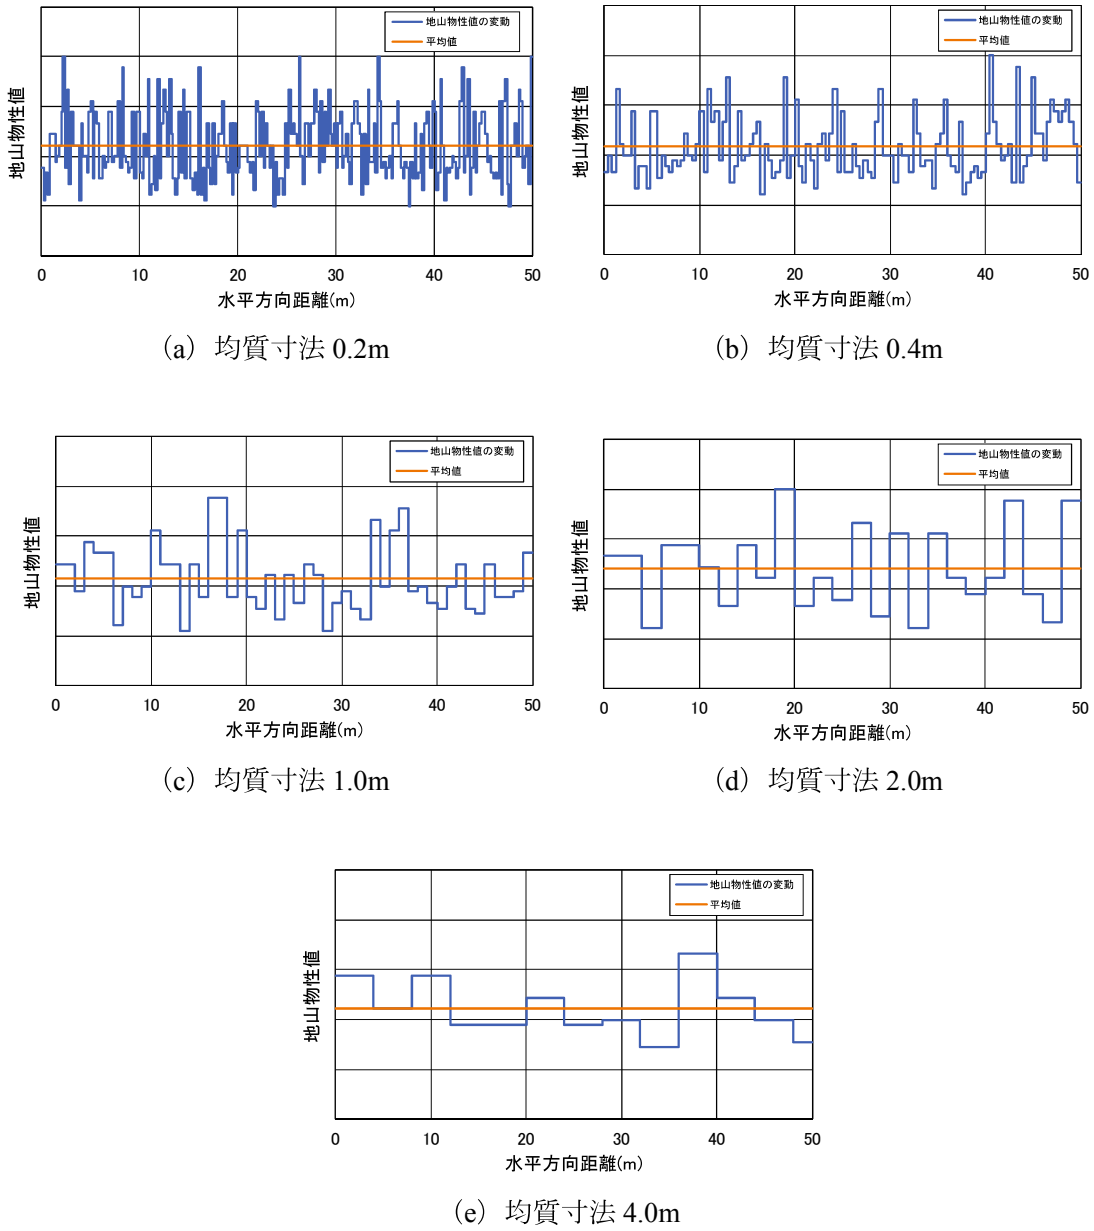 地山物性値の変動
平均値
地山物性値
0 10 20 30 40 50
水平方向距離(m)
(a) 均質寸法 0.2m
地山物性値の変動
平均値
地山物性値
0 10 20 30 40 50
水平方向距離(m)
(b) 均質寸法 0.4m
地山物性値の変動
平均値
地山物性値
0 10 20 30 40 50
水平方向距離(m)
(c) 均質寸法 1.0m
地山物性値の変動
平均値
地山物性値
0 10 20 30 40 50
水平方向距離(m)
(d) 均質寸法 2.0m
地山物性値の変動
平均値
地山物性値
0 10 20 30 40 50
水平方向距離(m)
(e) 均質寸法 4.0m